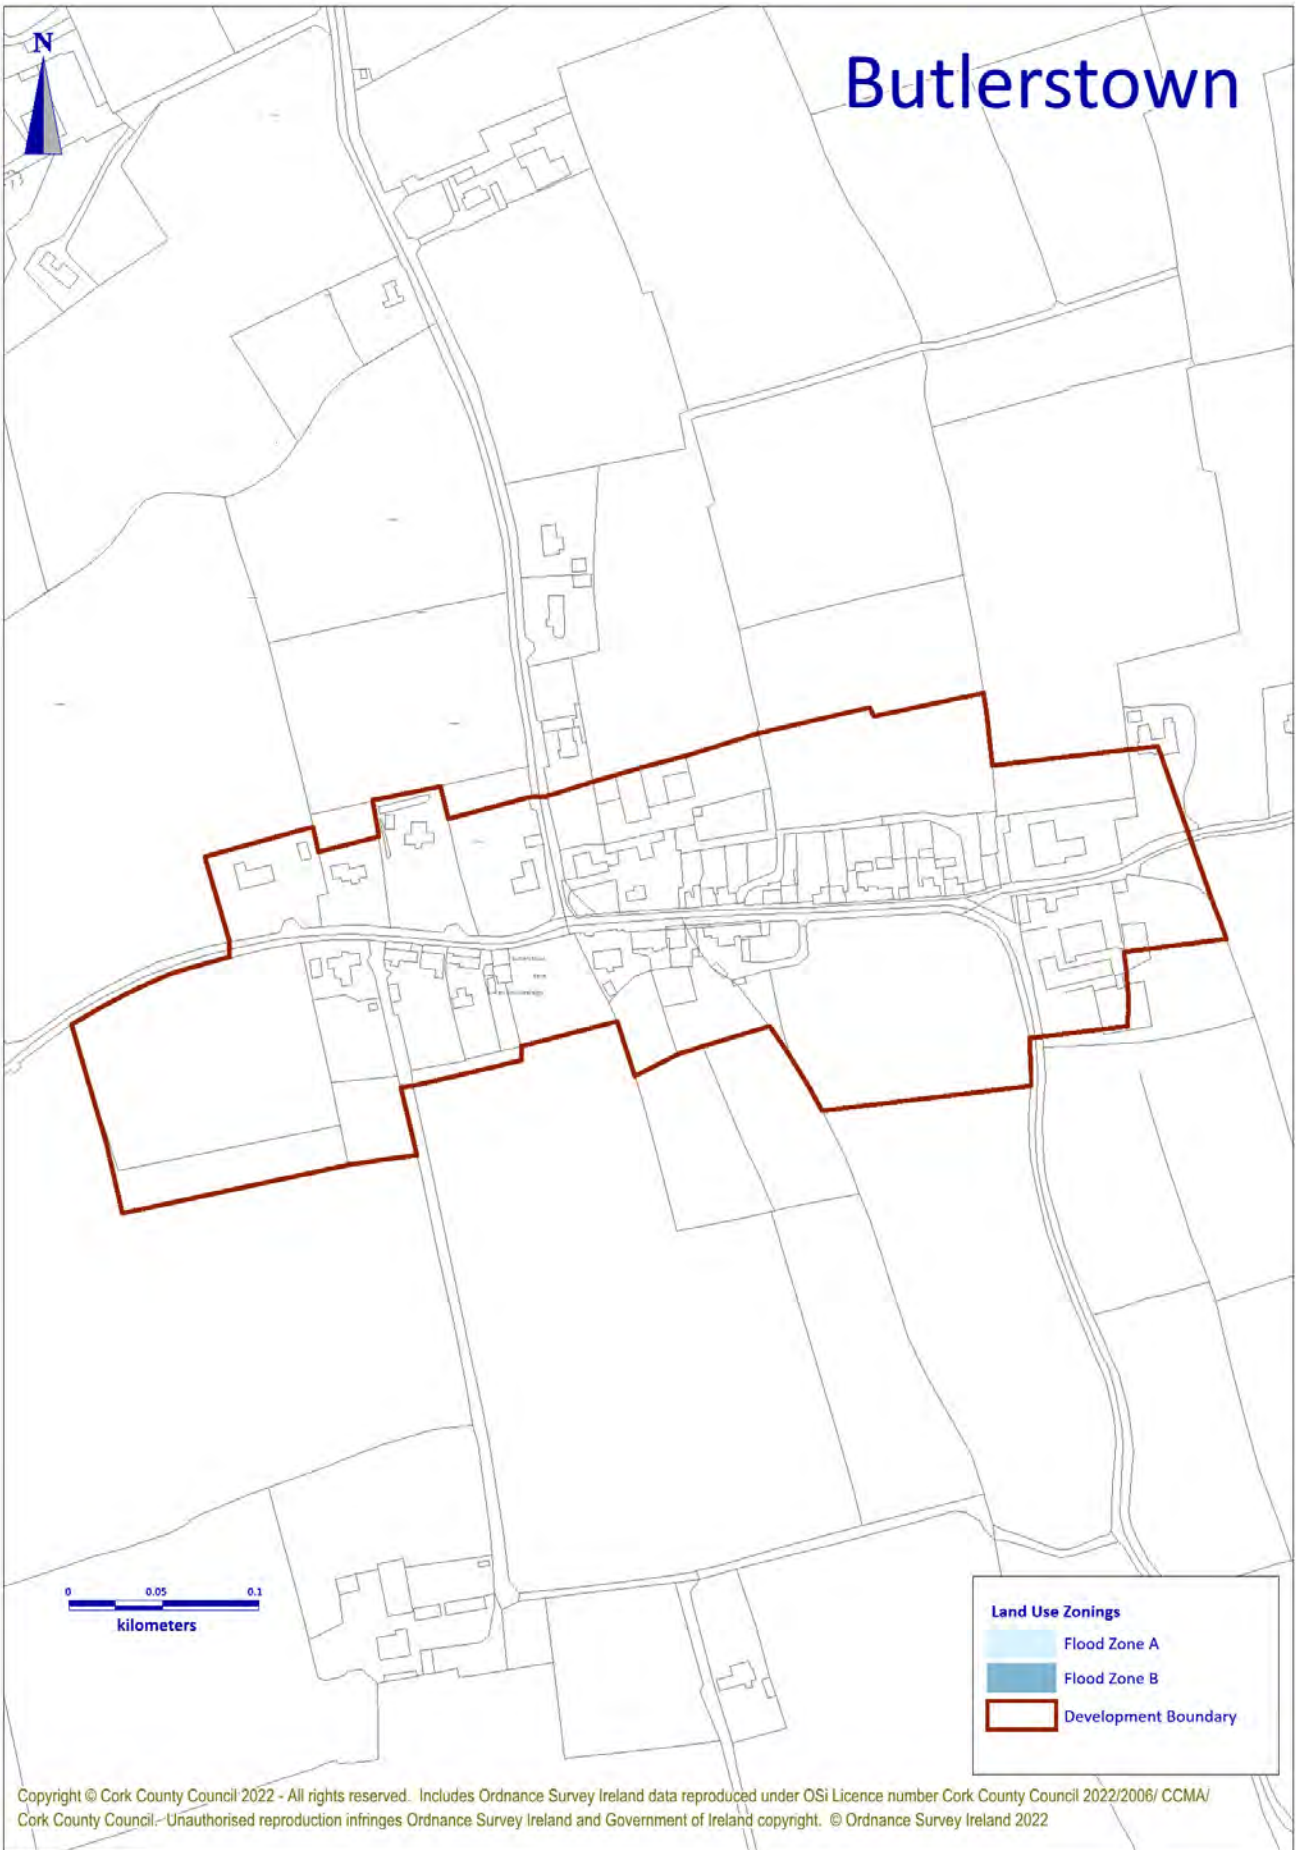 N
Butlerstown
0 0.05 0.1
kilometers
Land Use Zonings
Flood Zone A
Flood Zone B
Development Boundary
Copyright © Cork County Council 2022 - All rights reserved. Includes Ordnance Survey Ireland data reproduced under OSi Licence number Cork County Council 2022/2006/ CCMA/
Cork County Council. Unauthorised reproduction infringes Ordnance Survey Ireland and Government of Ireland copyright. © Ordnance Survey Ireland 2022